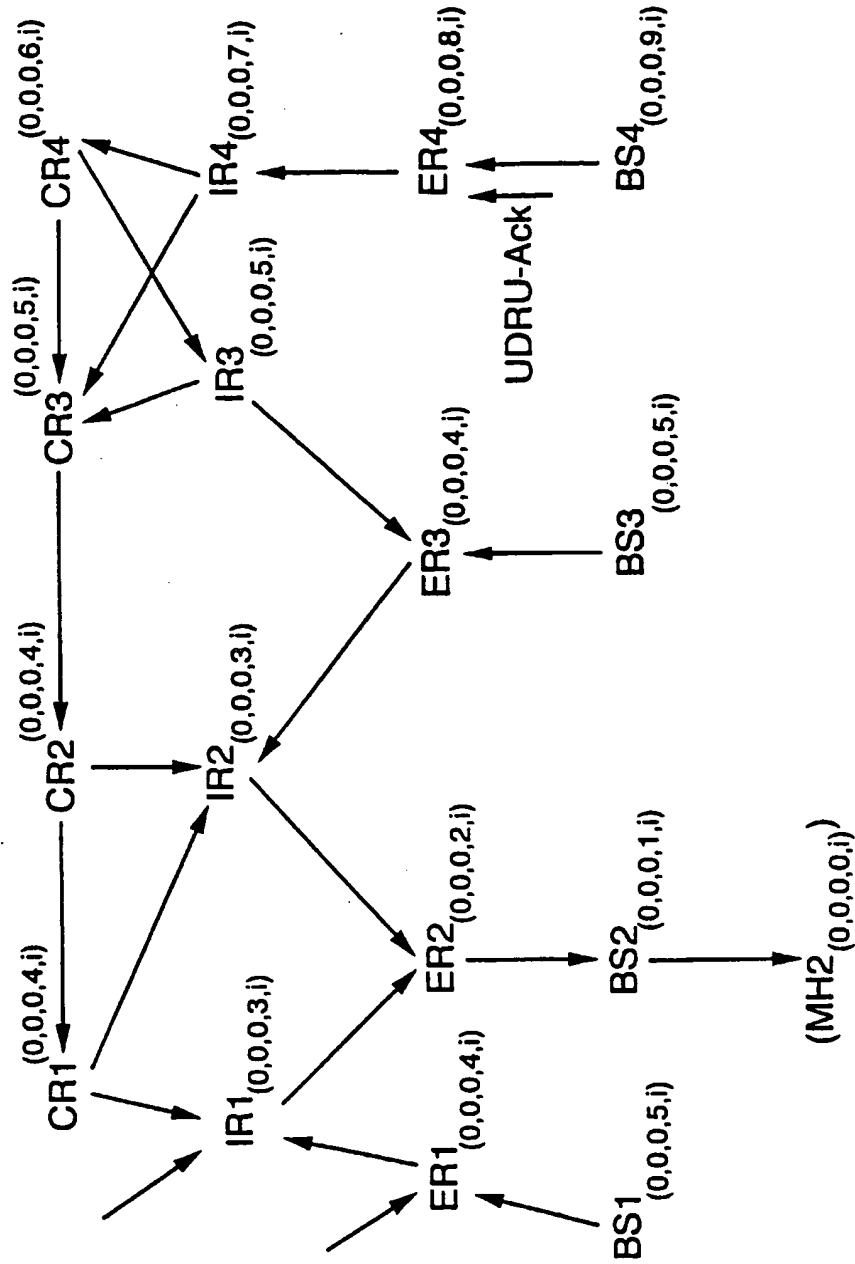 CR1(0,0,0,4,i)
CR2(0,0,0,4,i)
CR3(0,0,0,5,i)
CR4(0,0,0,6,i)
IR1(0,0,0,3,i)
IR2(0,0,0,3,i)
IR3(0,0,0,5,i)
IR4(0,0,0,7,i)
ER1(0,0,0,4,i)
ER2(0,0,0,2,i)
ER3(0,0,0,4,i)
ER4(0,0,0,8,i)
UDRU-Ack
BS1(0,0,0,5,i)
BS2(0,0,0,1,i)
BS3(0,0,0,5,i)
BS4(0,0,0,9,i)
(MH2(0,0,0,0,i))